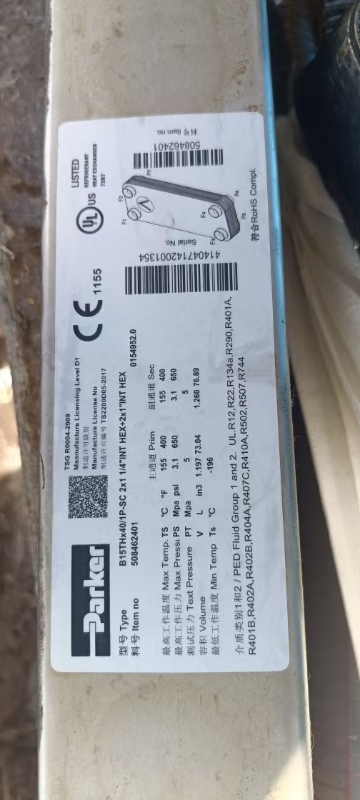 Parker
TSG R0004-2009
Manufacture Licensing Level D1
制造许可级别
Manufacture License No
制造许可编号 TS2200D05-2017
CE 1155
UL US
LISTED
REFRIGERANT
HEAT EXCHANGER
72R7
料号 Item no
508462401
型号 Type B15THx40/1P-SC 2x1 1/4"INT HEX+2x1"INT HEX 0154952.0
料号 Item no 508462401
Serial No.
414047142001354
符合RoHS Compl.
主通道 Prim 副通道 Sec
最高工作温度 Max Temp. TS °C °F 155 400 155 400
最高工作压力 Max Press. PS Mpa psi 3.1 650 3.1 650
测试压力 Text Pressure PT Mpa 5 5
容积 Volume V L in3 1.197 73.04 1.260 76.89
最低工作温度 Min Temp Ts °C -196
介质类别1和2 / PED Fluid Group 1 and 2. UL,R12,R22,R134a,R290,R401A,
R401B,R402A,R402B,R404A,R407C,R410A,R502,R507,R744